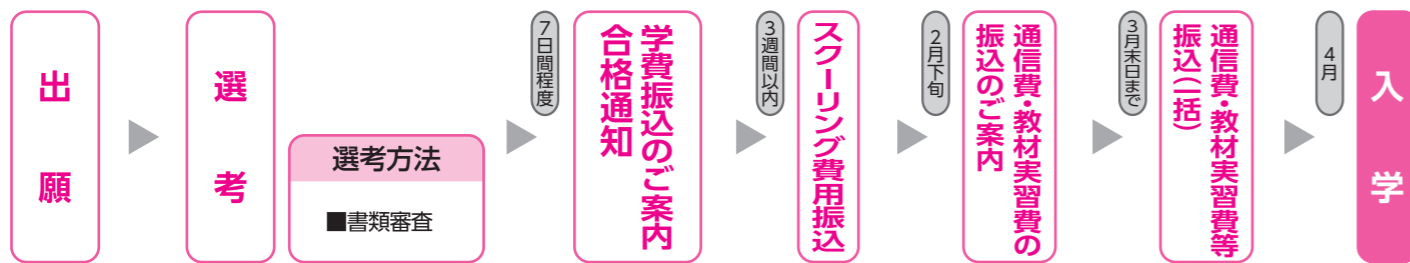 出願
選考
選考方法
■書類審査
7日間程度
学費振込のご案内
合格通知
3週間以内
スクーリング費用振込
2月下旬
通信費・教材実習費の
振込のご案内
3月末日まで
通信費・教材実習費等
振込(一括)
4月
入学